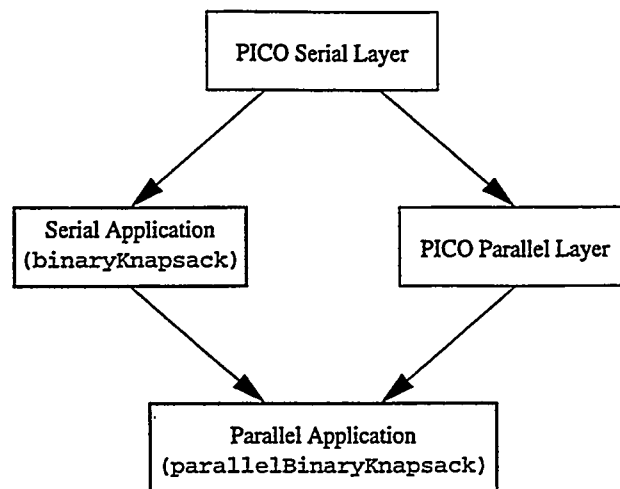 PICO Serial Layer
Serial Application
(binaryKnapsack)
PICO Parallel Layer
Parallel Application
(parallelBinaryKnapsack)